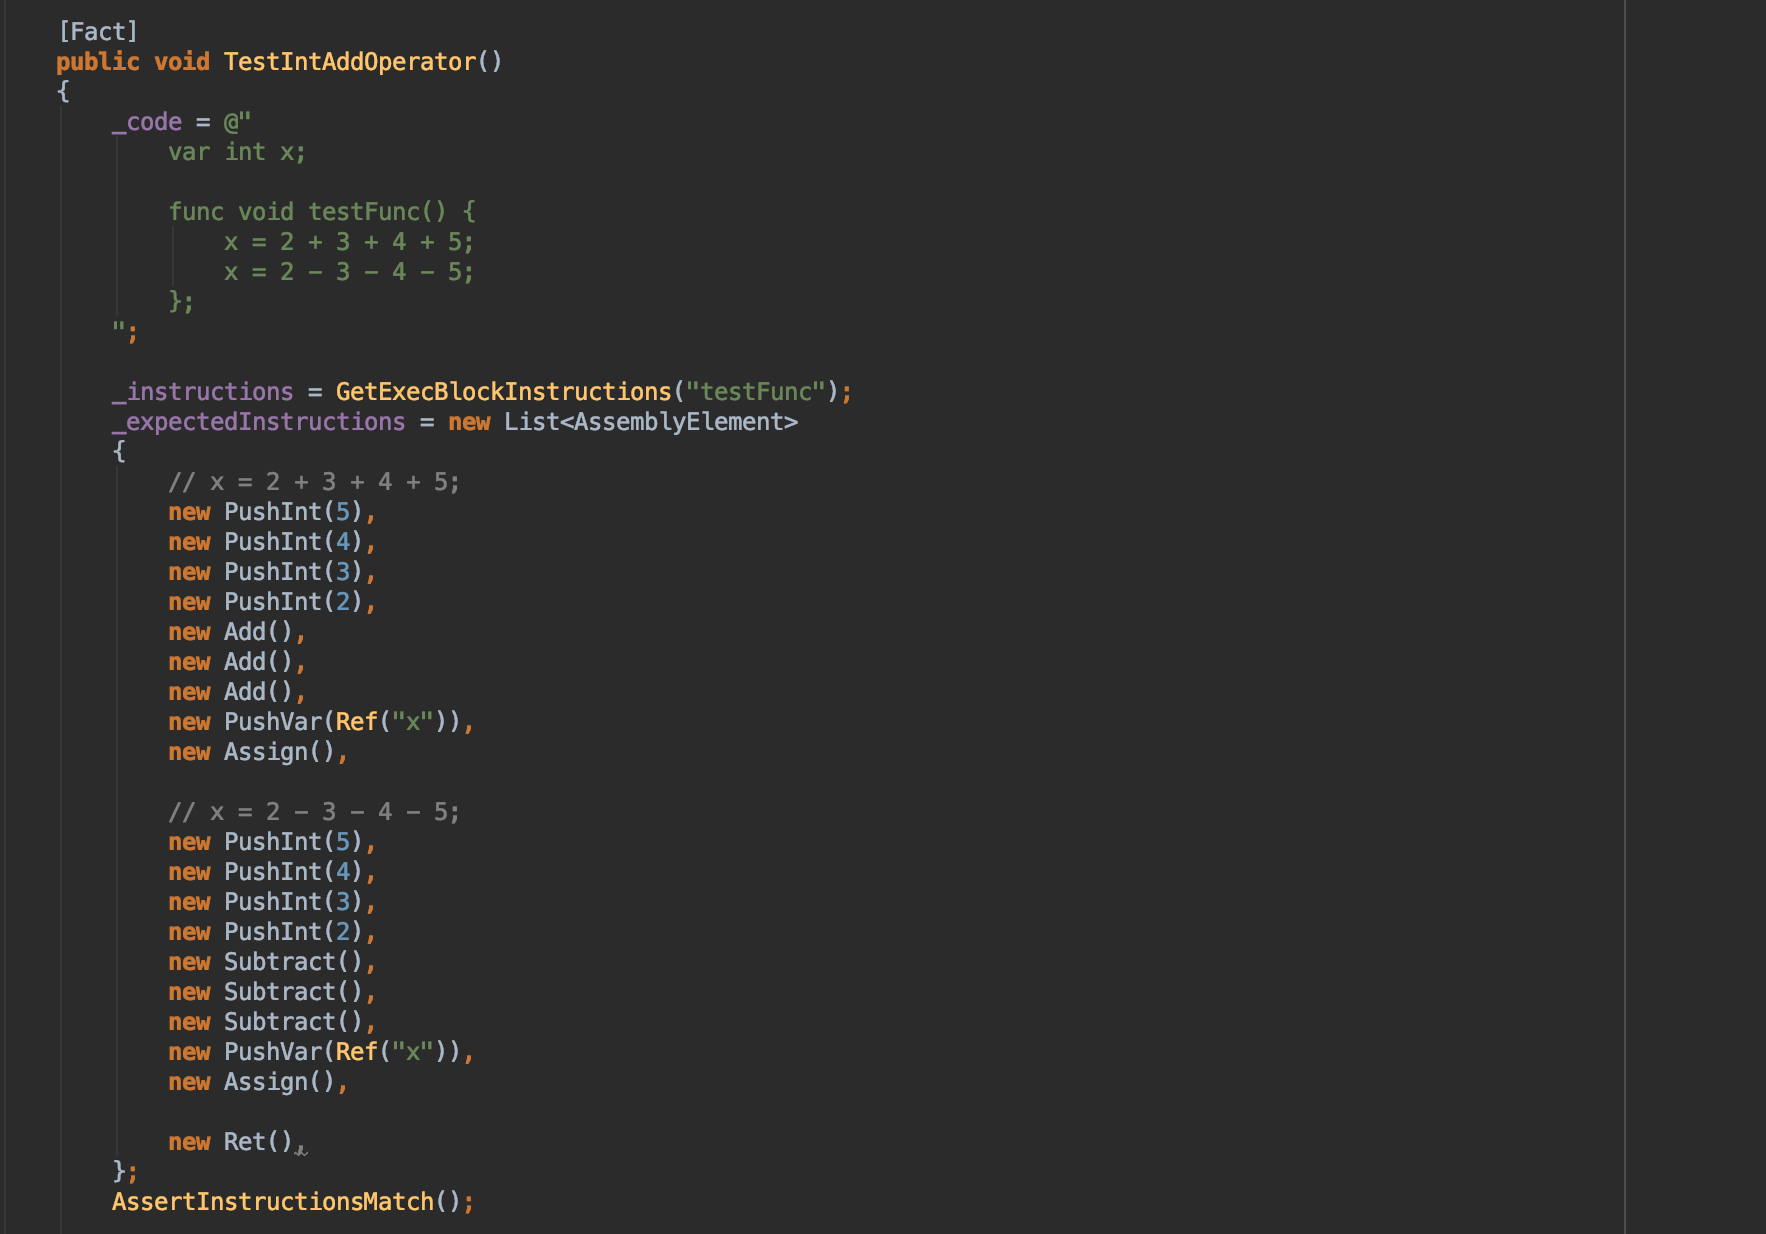 [Fact]
public void TestIntAddOperator()
{
_code = @"
var int x;
func void testFunc() {
x = 2 + 3 + 4 + 5;
x = 2 - 3 - 4 - 5;
};
";
_instructions = GetExecBlockInstructions("testFunc");
_expectedInstructions = new List<AssemblyElement>
{
// x = 2 + 3 + 4 + 5;
new PushInt(5),
new PushInt(4),
new PushInt(3),
new PushInt(2),
new Add(),
new Add(),
new Add(),
new PushVar(Ref("x")),
new Assign(),
// x = 2 - 3 - 4 - 5;
new PushInt(5),
new PushInt(4),
new PushInt(3),
new PushInt(2),
new Subtract(),
new Subtract(),
new Subtract(),
new PushVar(Ref("x")),
new Assign(),
new Ret(),
};
AssertInstructionsMatch();